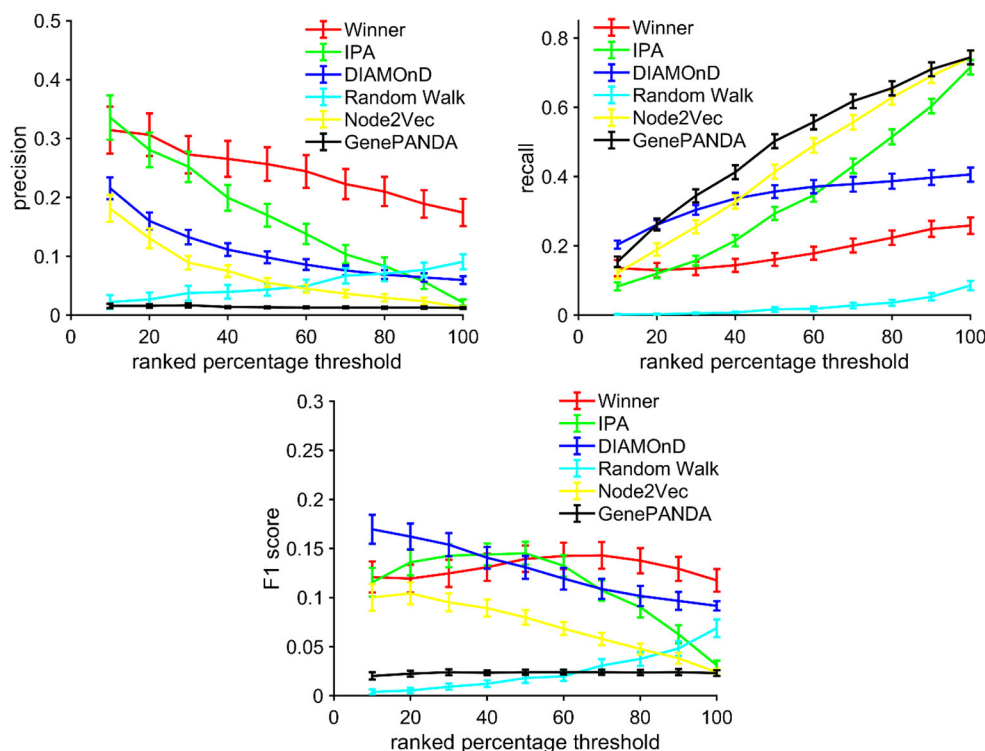 0.5
0.4
0.3
0.2
0.1
0
precision
Winner
IPA
DIAMOnD
Random Walk
Node2Vec
GenePANDA
0 20 40 60 80 100
ranked percentage threshold
0.8
0.6
0.4
0.2
0
recall
Winner
IPA
DIAMOnD
Random Walk
Node2Vec
GenePANDA
0 20 40 60 80 100
ranked percentage threshold
0.3
0.25
0.2
0.15
0.1
0.05
0
F1 score
Winner
IPA
DIAMOnD
Random Walk
Node2Vec
GenePANDA
0 20 40 60 80 100
ranked percentage threshold